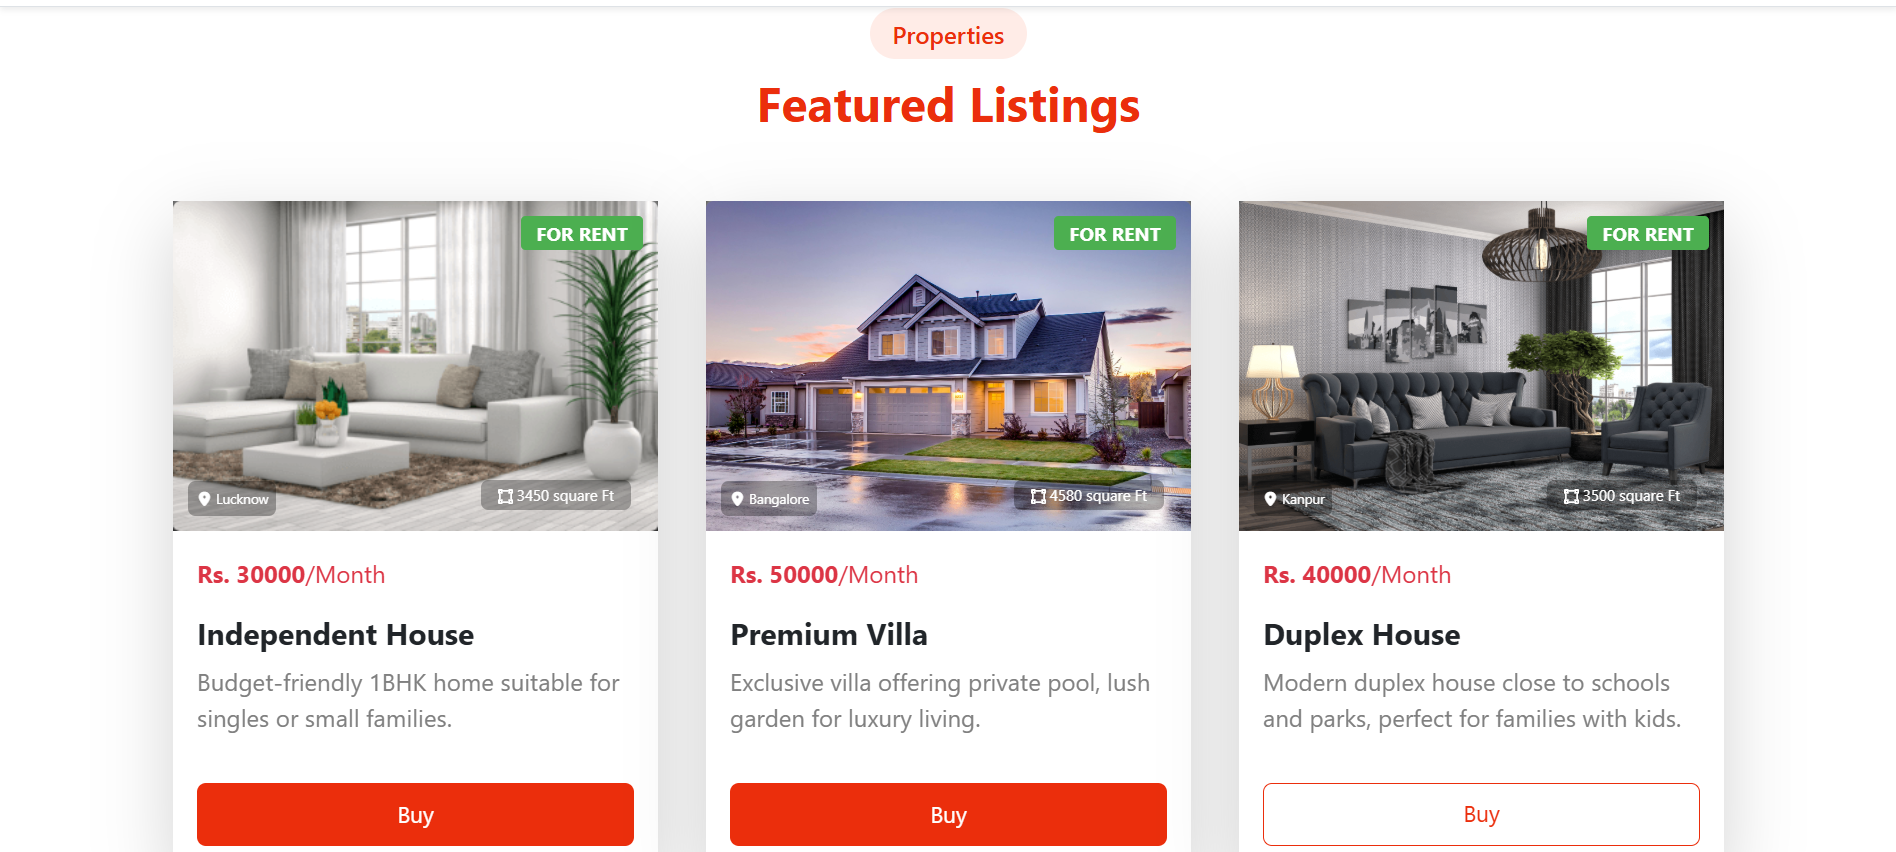 Properties
Featured Listings
FOR RENT
Lucknow
3450 square Ft
Rs. 30000/Month
Independent House
Budget-friendly 1BHK home suitable for
singles or small families.
Buy
FOR RENT
Bangalore
4580 square Ft
Rs. 50000/Month
Premium Villa
Exclusive villa offering private pool, lush
garden for luxury living.
Buy
FOR RENT
Kanpur
3500 square Ft
Rs. 40000/Month
Duplex House
Modern duplex house close to schools
and parks, perfect for families with kids.
Buy